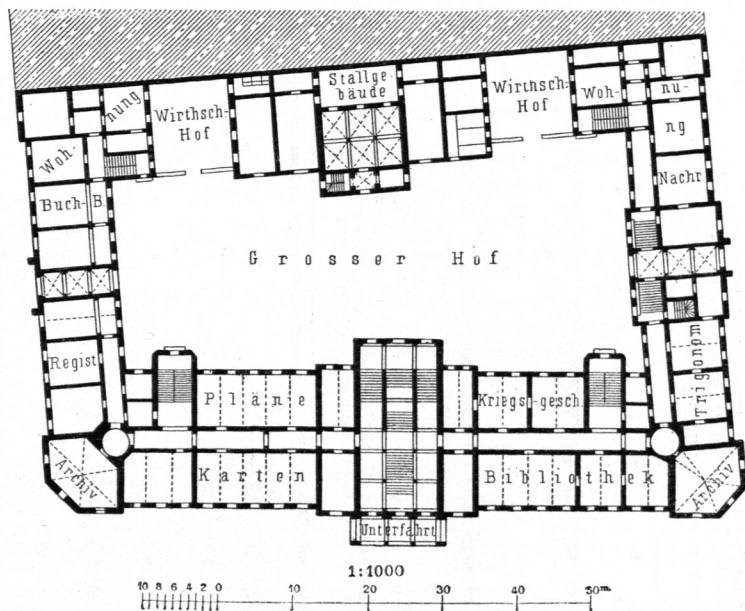 Stallge-
bäude
Wirthsch-
Hof
Wirthsch-
Hof
Woh-
nung
Woh-
nu-
ng
Buch-
B.
Nachr.
Grosser Hof
Regist
Trigonom
Pläne
Kriegs-gesch.
Archiv
Karten
Bibliothek
Archiv
Unterfahrt
1:1000
10 8 6 4 2 0 10 20 30 40 50m.